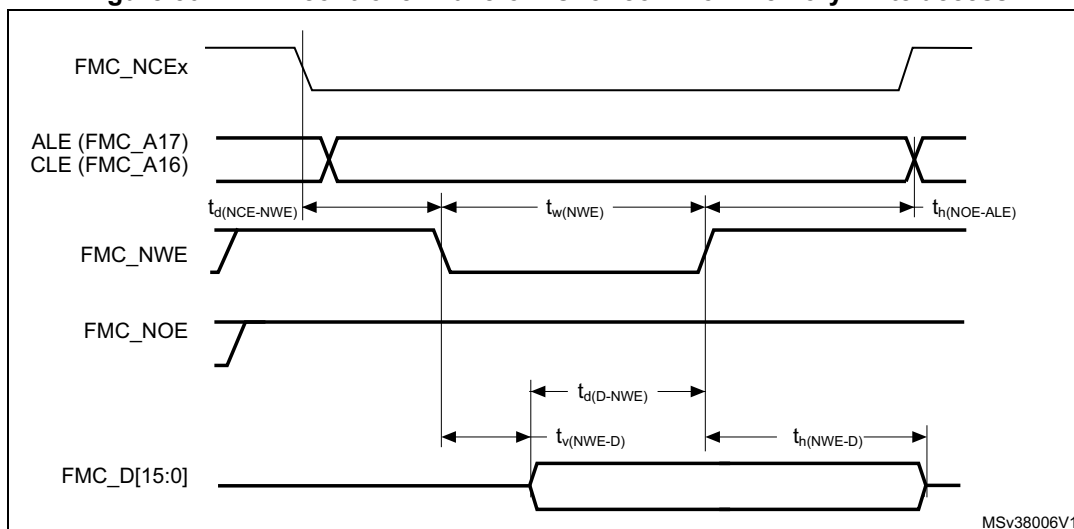 FMC_NCEx
ALE (FMC_A17)
CLE (FMC_A16)
td(NCE-NWE)
tw(NWE)
th(NOE-ALE)
FMC_NWE
FMC_NOE
td(D-NWE)
tv(NWE-D)
th(NWE-D)
FMC_D[15:0]
MSv38006V1